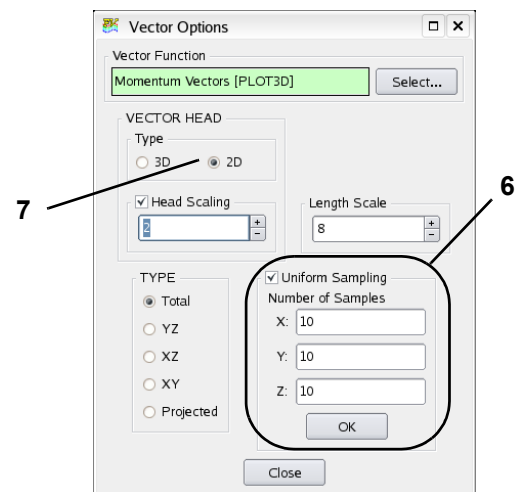 Vector Options
Vector Function
Momentum Vectors [PLOT3D]
Select...
VECTOR HEAD
Type
3D
2D
7
Head Scaling
2
Length Scale
8
6
TYPE
Total
YZ
XZ
XY
Projected
Uniform Sampling
Number of Samples
X: 10
Y: 10
Z: 10
OK
Close